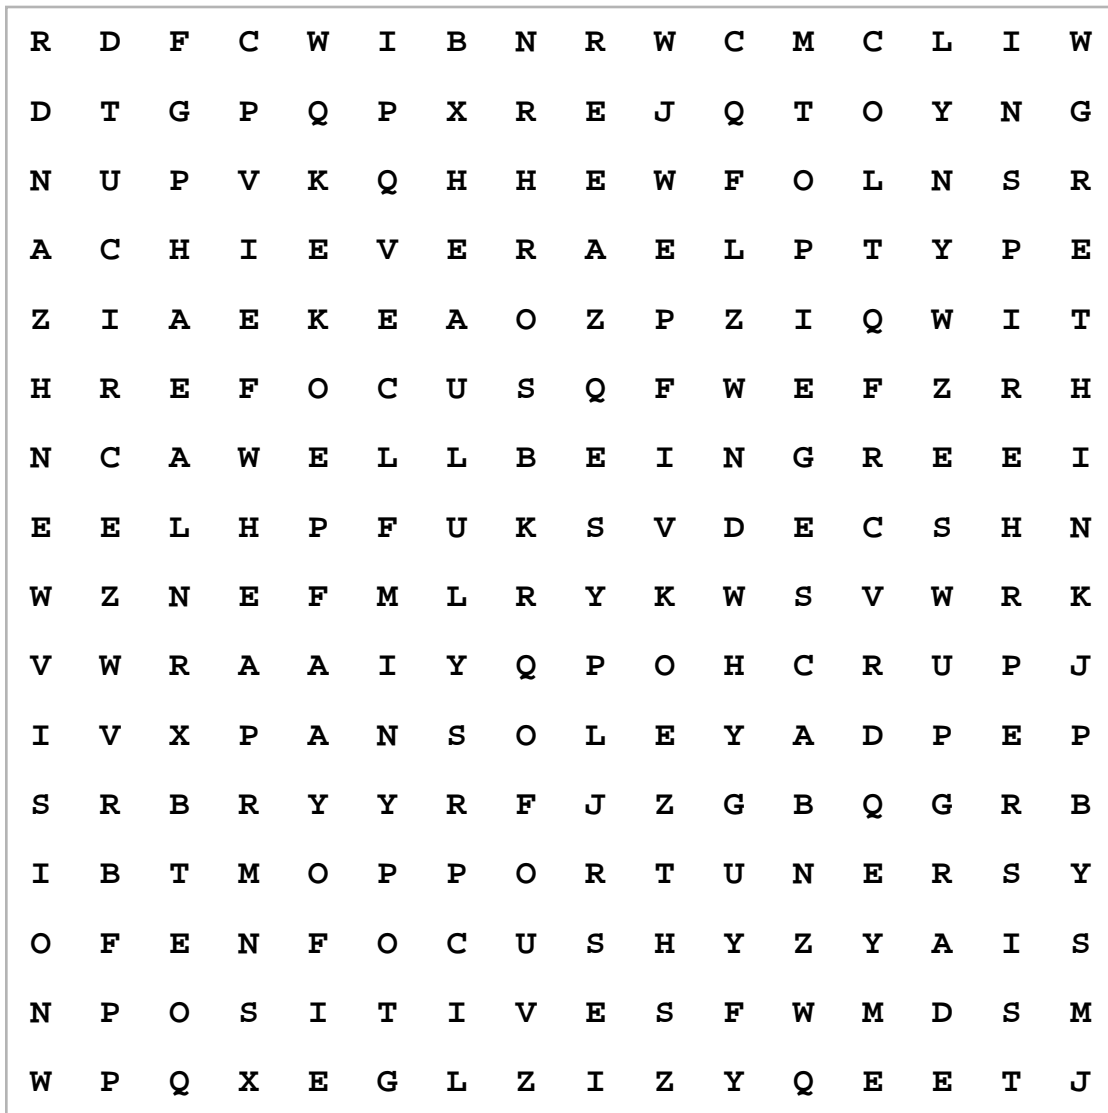 R D F C W I B N R W C M C L I W
D T G P Q P X R E J Q T O Y N G
N U P V K Q H H E W F O L N S R
A C H I E V E R A E L P T Y P E
Z I A E K E A O Z P Z I Q W I T
H R E F O C U S Q F W E F Z R H
N C A W E L L B E I N G R E E I
E E L H P F U K S V D E C S H N
W Z N E F M L R Y K W S V W R K
V W R A A I Y Q P O H C R U P J
I V X P A N S O L E Y A D P E P
S R B R Y Y R F J Z G B Q G R B
I B T M O P P O R T U N E R S Y
O F E N F O C U S H Y Z Y A I S
N P O S I T I V E S F W M D S M
W P Q X E G L Z I Z Y Q E E T J